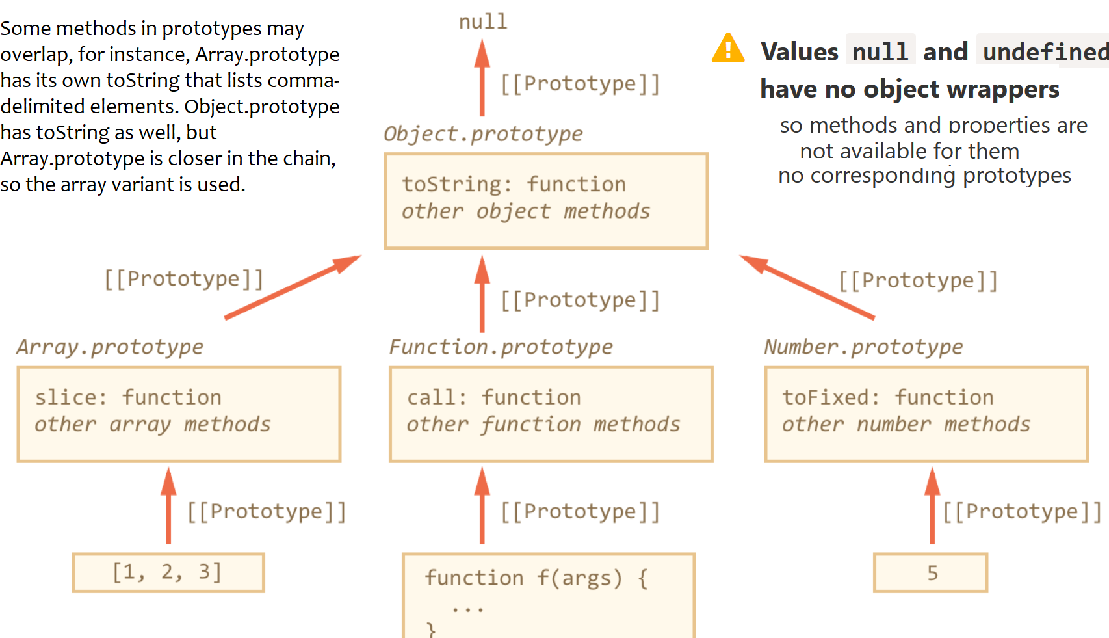 Some methods in prototypes may
overlap, for instance, Array.prototype
has its own toString that lists comma-
delimited elements. Object.prototype
has toString as well, but
Array.prototype is closer in the chain,
so the array variant is used.
null
[[Prototype]]
Values null and undefined
have no object wrappers
so methods and properties are
not available for them
no corresponding prototypes
Object.prototype
toString: function
other object methods
[[Prototype]]
[[Prototype]]
[[Prototype]]
Array.prototype
slice: function
other array methods
Function.prototype
call: function
other function methods
Number.prototype
toFixed: function
other number methods
[[Prototype]]
[[Prototype]]
[[Prototype]]
[1, 2, 3]
function f(args) {
...
}
5